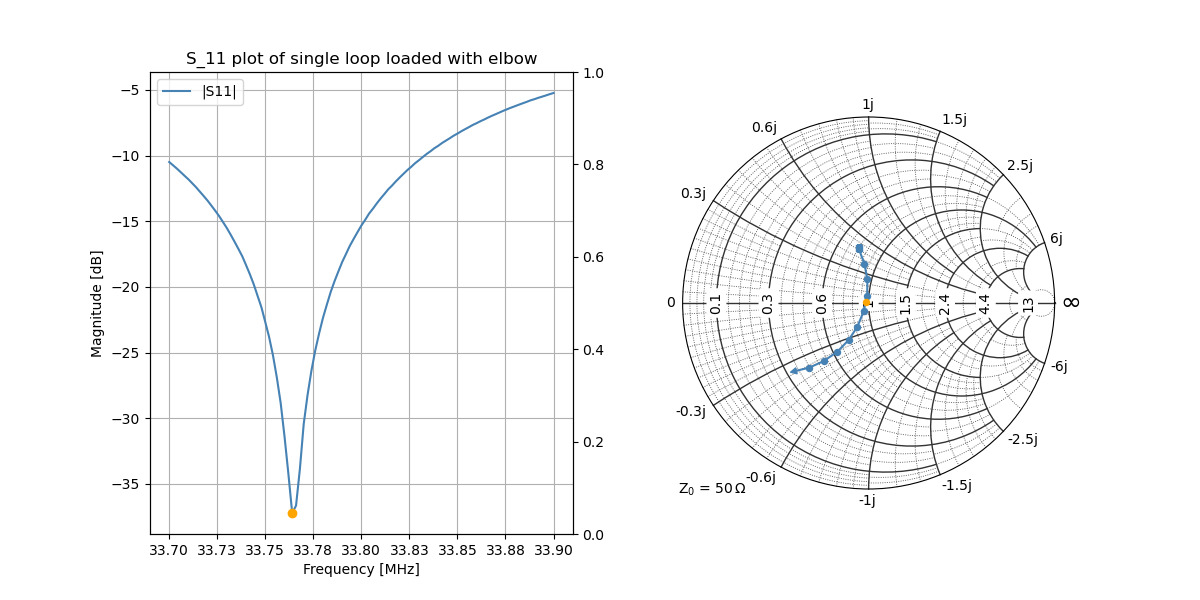 S_11 plot of single loop loaded with elbow
|S11|
Magnitude [dB]
−5
−10
−15
−20
−25
−30
−35
1.0
0.8
0.6
0.4
0.2
0.0
33.70 33.73 33.75 33.78 33.80 33.83 33.85 33.88 33.90
Frequency [MHz]
1j
0.6j
1.5j
0.3j
2.5j
6j
0 0.1 0.3 0.6 1 1.5 2.4 4.4 13 ∞
-6j
-0.3j
-2.5j
-0.6j
-1.5j
-1j
Z₀ = 50 Ω